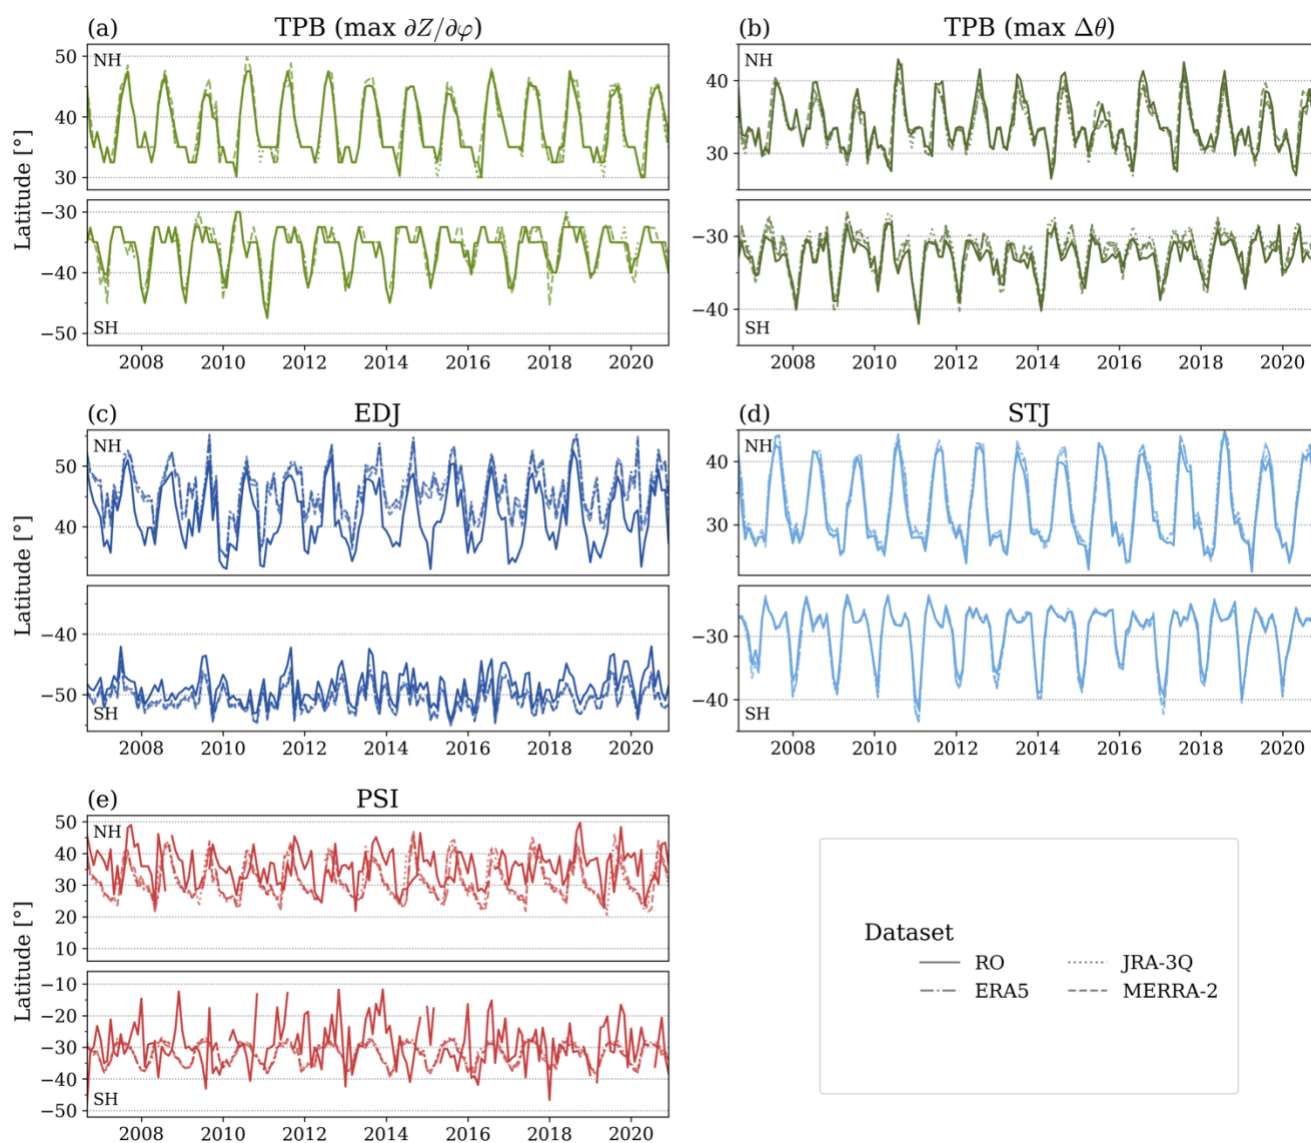 (a) TPB (max ∂Z/∂φ)
NH
50
40
30
Latitude [°]
−30
−40
−50
SH
2008 2010 2012 2014 2016 2018 2020
(b) TPB (max Δθ)
NH
40
30
−30
−40
SH
2008 2010 2012 2014 2016 2018 2020
(c) EDJ
NH
50
40
Latitude [°]
−40
−50
SH
2008 2010 2012 2014 2016 2018 2020
(d) STJ
NH
40
30
−30
−40
SH
2008 2010 2012 2014 2016 2018 2020
(e) PSI
50
NH
40
30
20
10
Latitude [°]
−10
−20
−30
−40
−50
SH
2008 2010 2012 2014 2016 2018 2020
Dataset
RO JRA-3Q
ERA5 MERRA-2